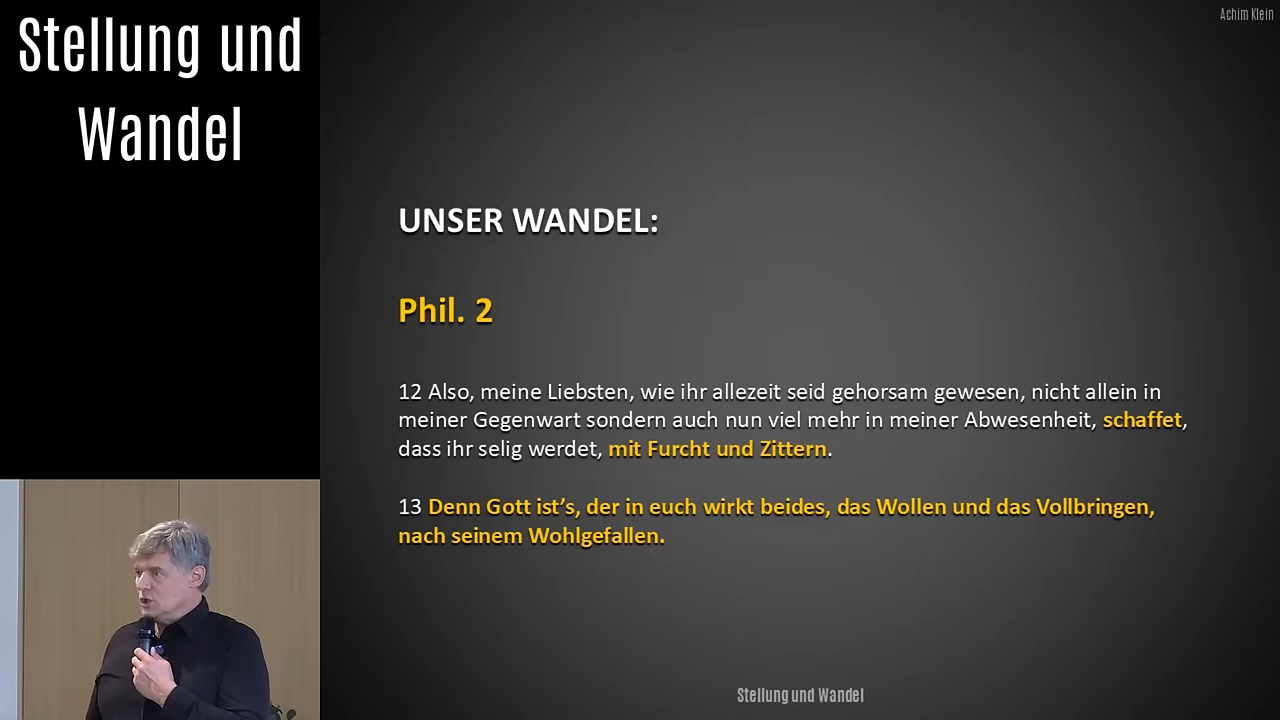 Stellung und
Wandel
Achim Klein
UNSER WANDEL:
Phil. 2
12 Also, meine Liebsten, wie ihr allezeit seid gehorsam gewesen, nicht allein in
meiner Gegenwart sondern auch nun viel mehr in meiner Abwesenheit, schaffet,
dass ihr selig werdet, mit Furcht und Zittern.
13 Denn Gott ist’s, der in euch wirkt beides, das Wollen und das Vollbringen,
nach seinem Wohlgefallen.
Stellung und Wandel